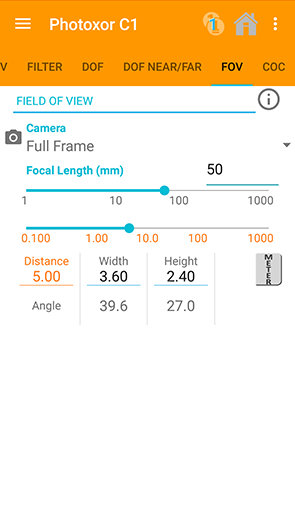 Photoxor C1
1
V FILTER DOF DOF NEAR/FAR FOV COC
FIELD OF VIEW
Camera
Full Frame
Focal Length (mm) 50
1 10 100 1000
0.100 1.00 10.0 100 1000
Distance Width Height
5.00 3.60 2.40
METER
Angle 39.6 27.0